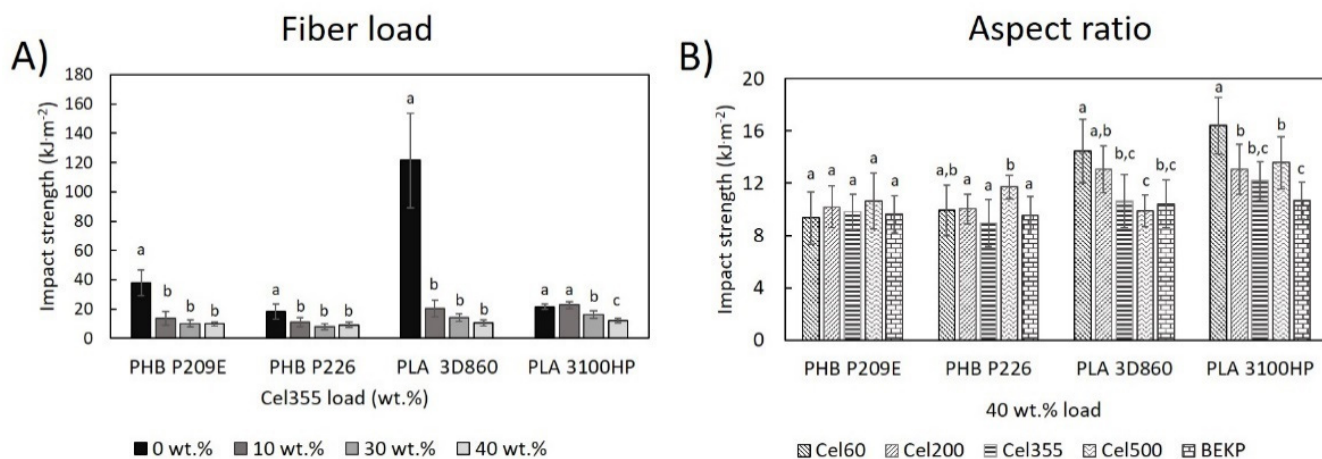 Fiber load
A)
180
160
140
120
100
80
60
40
20
0
Impact strength (kJ·m⁻²)
a
b
b
b
a
b
b
b
a
b
b
b
a
a
b
c
PHB P209E
PHB P226
PLA 3D860
PLA 3100HP
Cel355 load (wt.%)
0 wt.%
10 wt.%
30 wt.%
40 wt.%
Aspect ratio
B)
20
16
12
8
4
0
Impact strength (kJ·m⁻²)
a
a
a
a
a
a,b
a
a
b
a
a
a,b
b,c
c
b,c
a
b
b,c
b
c
PHB P209E
PHB P226
PLA 3D860
PLA 3100HP
40 wt.% load
Cel60
Cel200
Cel355
Cel500
BEKP